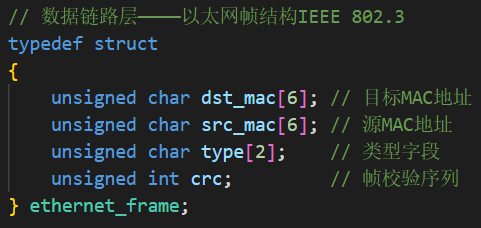 // 数据链路层————以太网帧结构IEEE 802.3
typedef struct
{
    unsigned char dst_mac[6]; // 目标MAC地址
    unsigned char src_mac[6]; // 源MAC地址
    unsigned char type[2];    // 类型字段
    unsigned int crc;         // 帧校验序列
} ethernet_frame;